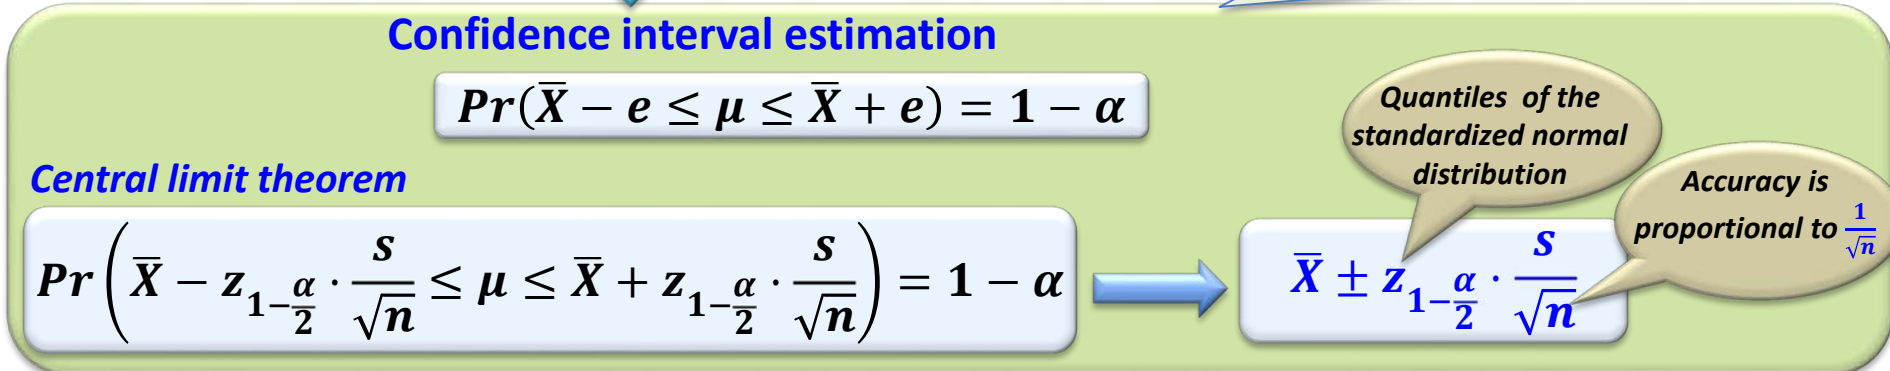 Confidence interval estimation
Pr(X̄ − e ≤ μ ≤ X̄ + e) = 1 − α
Quantiles of the
standardized normal
distribution
Central limit theorem
Accuracy is
proportional to 1/√n
Pr(X̄ − z_{1−α/2} · s/√n ≤ μ ≤ X̄ + z_{1−α/2} · s/√n) = 1 − α
X̄ ± z_{1−α/2} · s/√n